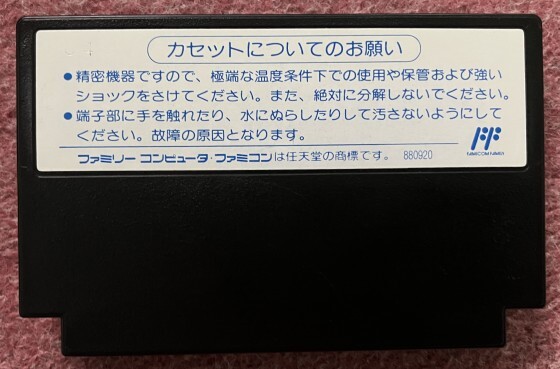 カセットについてのお願い
●精密機器ですので、極端な温度条件下での使用や保管および強い
ショックをさけてください。また、絶対に分解しないでください。
●端子部に手を触れたり、水にぬらしたりして汚さないようにして
ください。故障の原因となります。
ファミリー コンピュータ・ファミコンは任天堂の商標です。 880920
FF